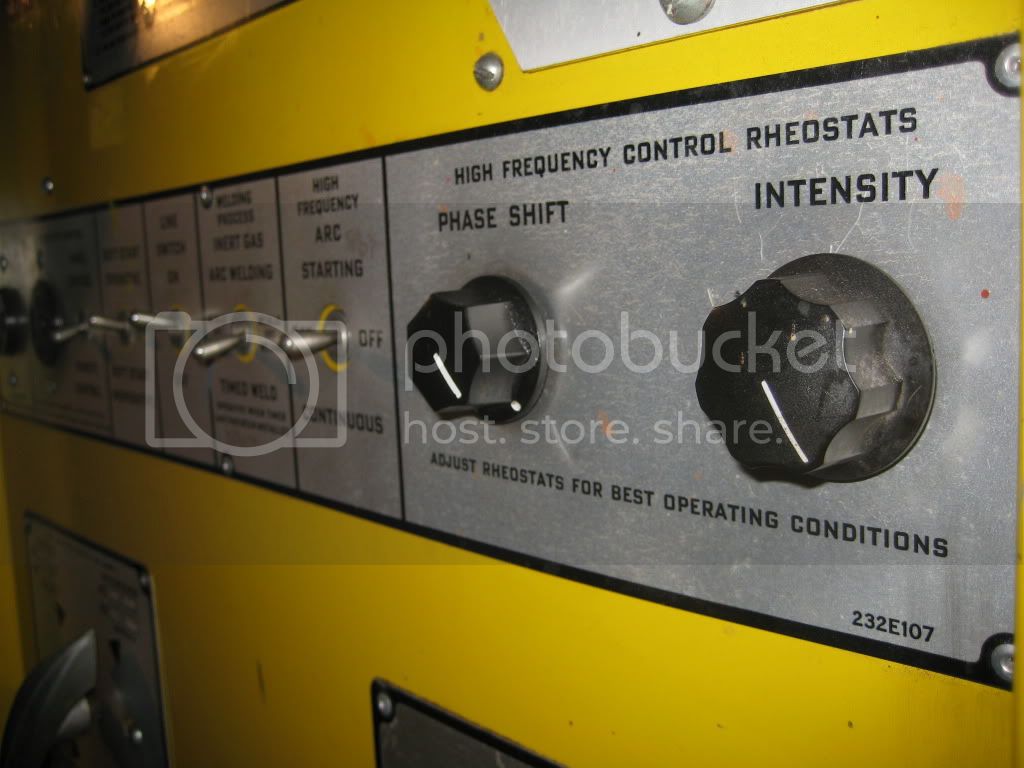 HIGH FREQUENCY CONTROL RHEOSTATS
PHASE SHIFT
INTENSITY
ADJUST RHEOSTATS FOR BEST OPERATING CONDITIONS
232E107
HIGH
FREQUENCY
ARC
STARTING
OFF
CONTINUOUS
WELDING
PROCESS
INERT GAS
ARC WELDING
TIMED WELD
LINE
SWITCH
ON
photobucket
host. store. share.